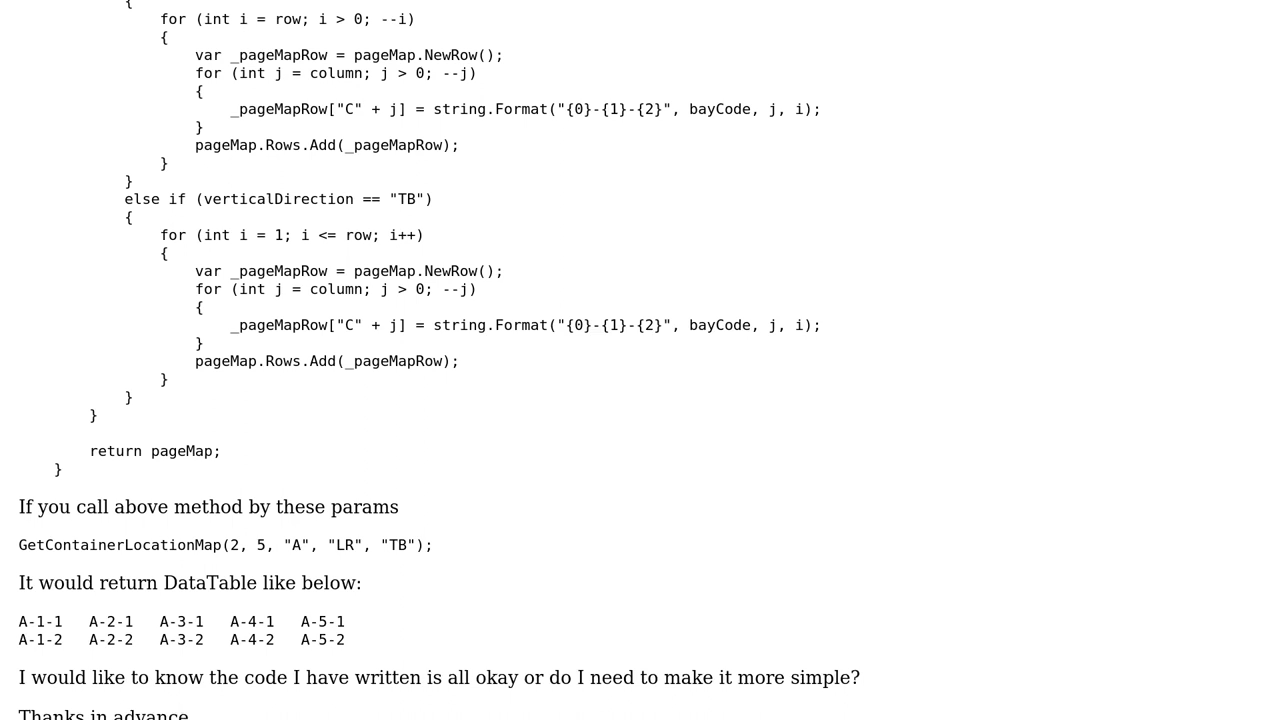 {
for (int i = row; i > 0; --i)
{
var _pageMapRow = pageMap.NewRow();
for (int j = column; j > 0; --j)
{
_pageMapRow["C" + j] = string.Format("{0}-{1}-{2}", bayCode, j, i);
}
pageMap.Rows.Add(_pageMapRow);
}
}
else if (verticalDirection == "TB")
{
for (int i = 1; i <= row; i++)
{
var _pageMapRow = pageMap.NewRow();
for (int j = column; j > 0; --j)
{
_pageMapRow["C" + j] = string.Format("{0}-{1}-{2}", bayCode, j, i);
}
pageMap.Rows.Add(_pageMapRow);
}
}
}
return pageMap;
}
If you call above method by these params
GetContainerLocationMap(2, 5, "A", "LR", "TB");
It would return DataTable like below:
A-1-1   A-2-1   A-3-1   A-4-1   A-5-1
A-1-2   A-2-2   A-3-2   A-4-2   A-5-2
I would like to know the code I have written is all okay or do I need to make it more simple?
Thanks in advance